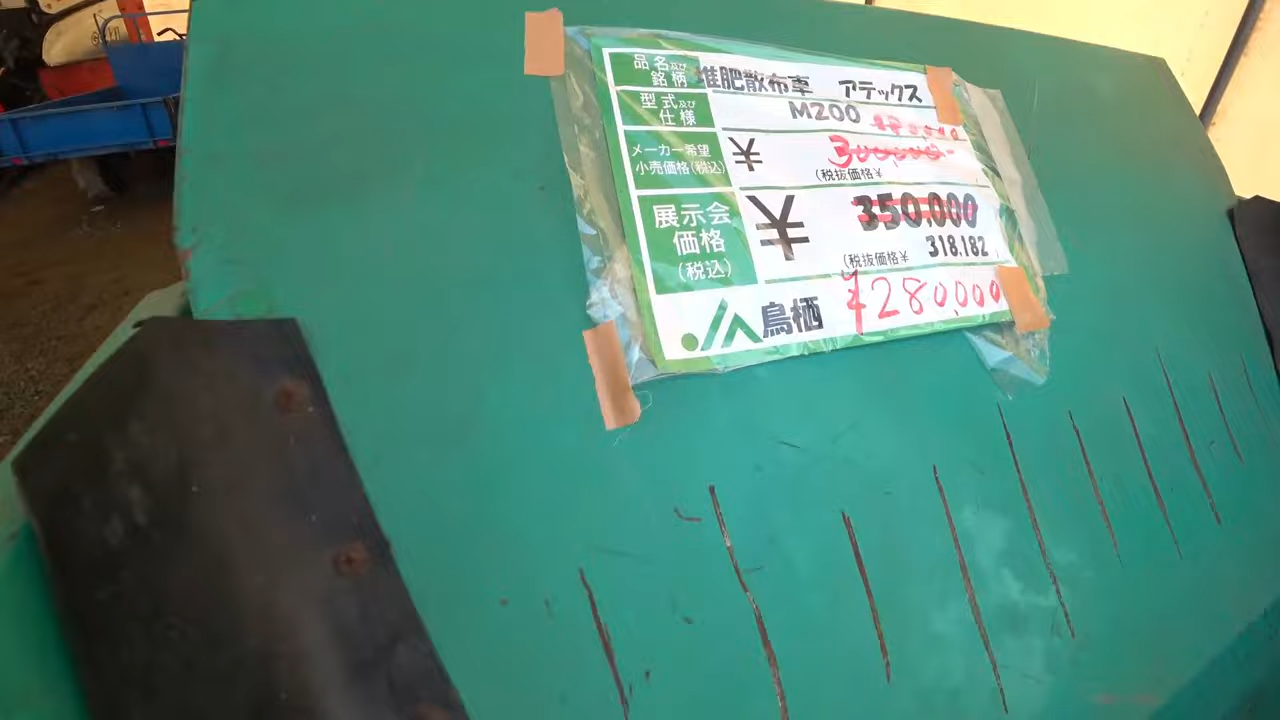 品名及び銘柄 堆肥散布車 アテックス
型式及び仕様 M200
メーカー希望小売価格(税込) ¥ 300,000-
(税抜価格¥
展示会価格(税込) ¥ 350.000
(税抜価格¥ 318.182
鳥栖 ¥280,000